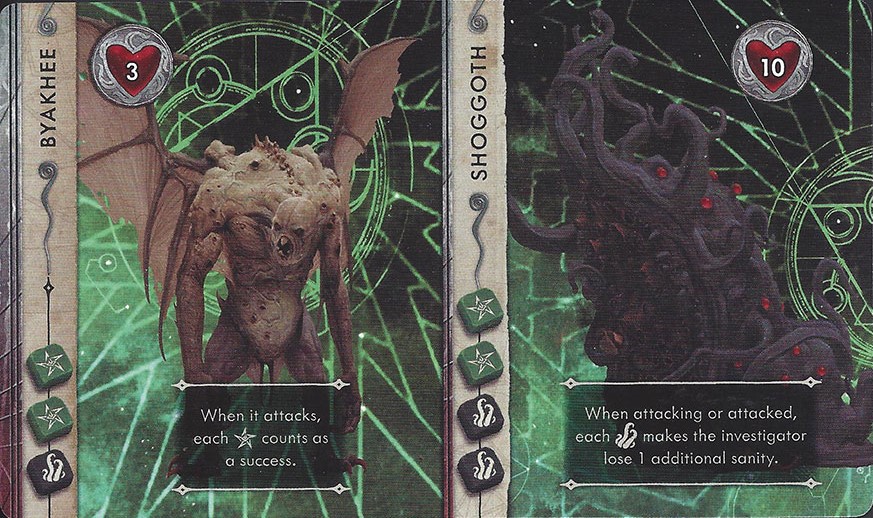 BYAKHEE
3
When it attacks,
each counts as
a success.
SHOGGOTH
10
When attacking or attacked,
each makes the investigator
lose 1 additional sanity.